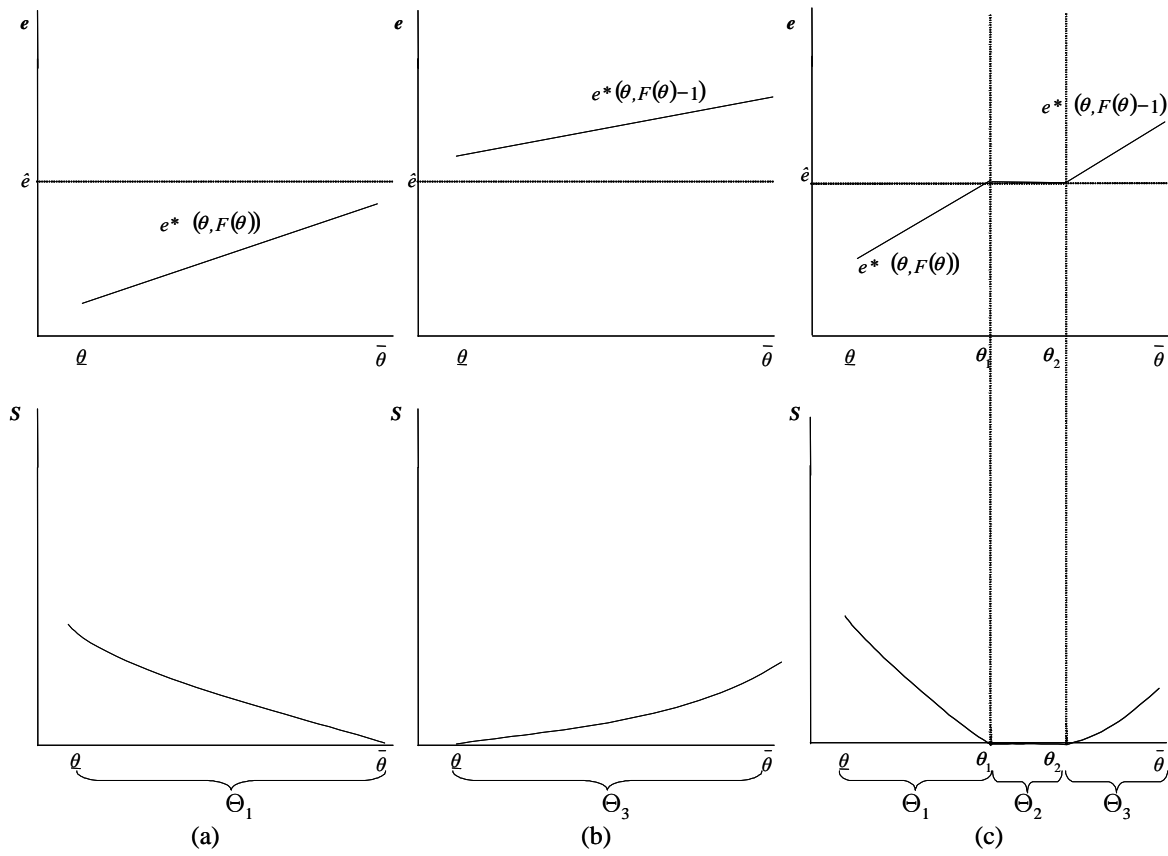 e
e* (θ, F(θ))
ê
θ
θ̄
e
e*(θ, F(θ)−1)
ê
θ
θ̄
e
e* (θ, F(θ)−1)
ê
e* (θ, F(θ))
θ
θ₁
θ₂
θ̄
S
θ
θ̄
Θ₁
(a)
S
θ
θ̄
Θ₃
(b)
S
θ
θ₁
θ₂
θ̄
Θ₁
Θ₂
Θ₃
(c)